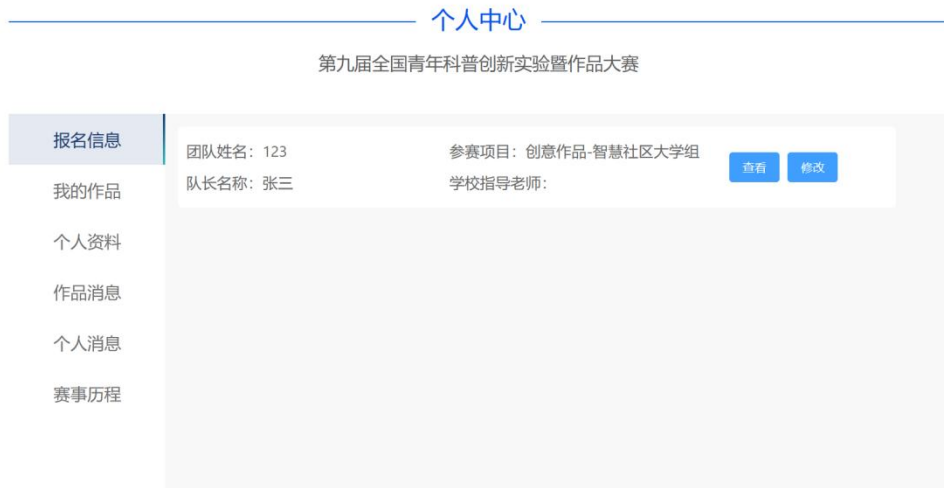 个人中心
第九届全国青年科普创新实验暨作品大赛
报名信息
我的作品
个人资料
作品消息
个人消息
赛事历程
团队姓名：123 参赛项目：创意作品-智慧社区大学组
队长名称：张三 学校指导老师：
查看 修改